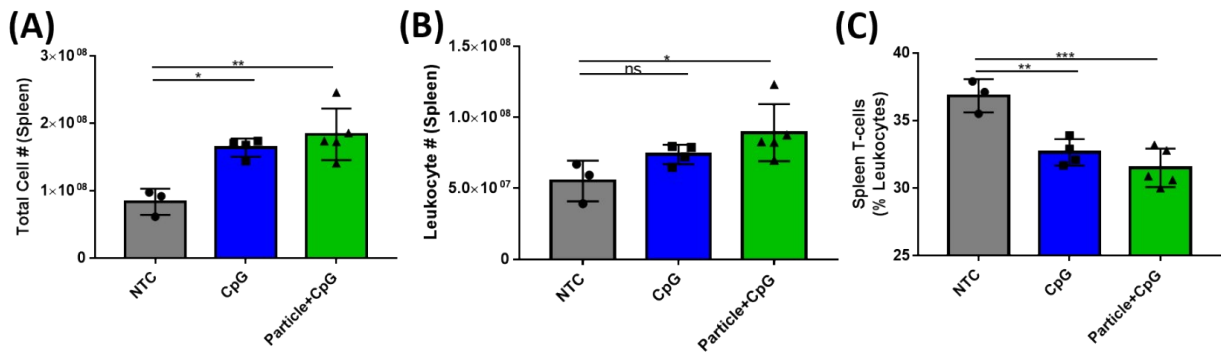 (A)
Total Cell # (Spleen)
3×10⁰⁸
2×10⁰⁸
1×10⁰⁸
0
*
**
NTC
CpG
Particle+CpG
(B)
Leukocyte # (Spleen)
1.5×10⁰⁸
1.0×10⁰⁸
5.0×10⁰⁷
0
ns
*
NTC
CpG
Particle+CpG
(C)
Spleen T-cells
(% Leukocytes)
40
35
30
25
***
**
NTC
CpG
Particle+CpG